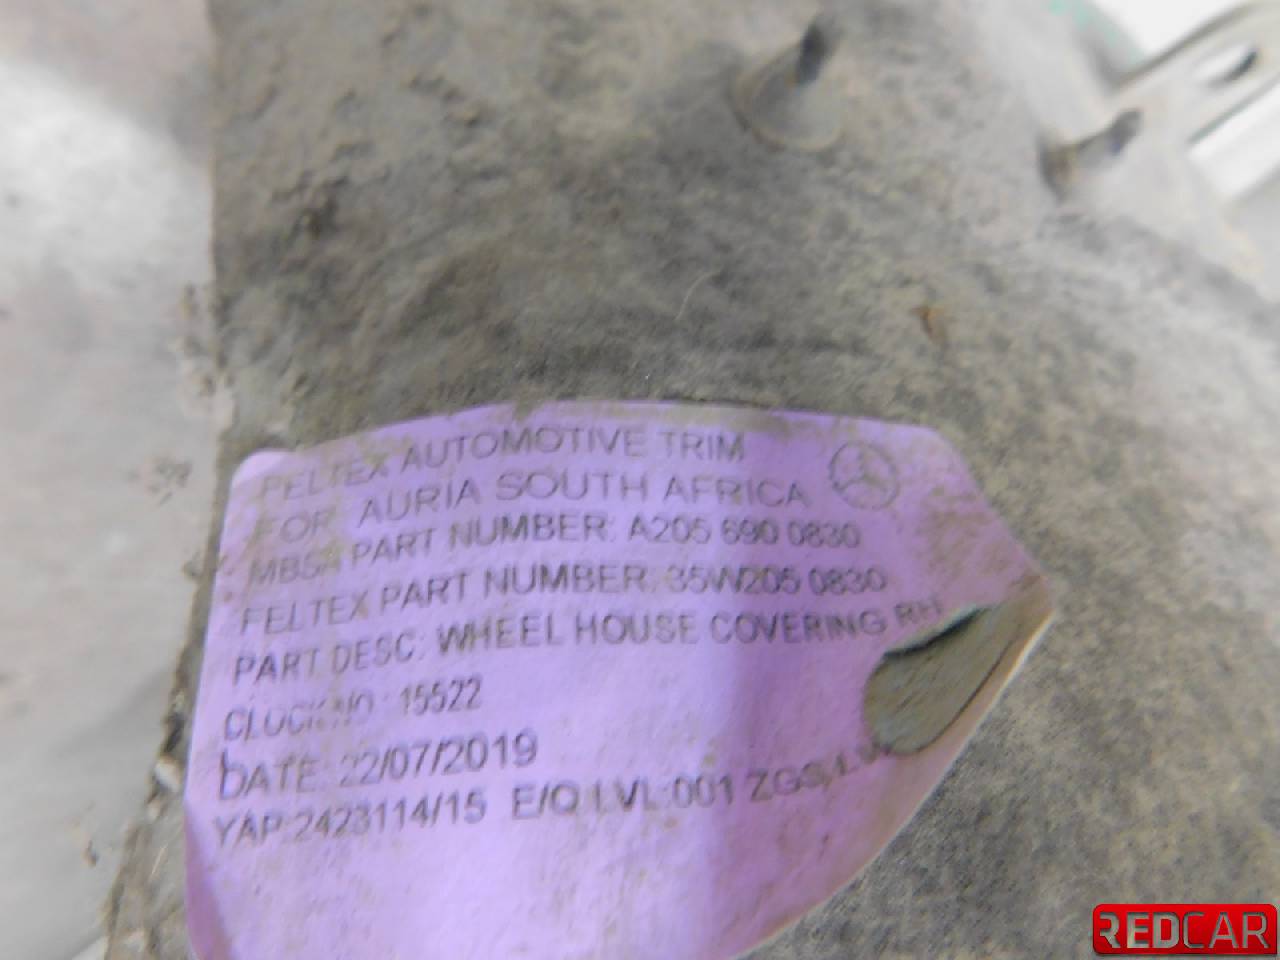 FELTEX AUTOMOTIVE TRIM
FOR AURIA SOUTH AFRICA
MBSA PART NUMBER: A205 690 0830
FELTEX PART NUMBER: 35W205 0830
PART DESC: WHEEL HOUSE COVERING RH
CLOCK NO: 15522
DATE: 22/07/2019
YAP:2423114/15 E/Q LVL:001 ZGS
REDCAR